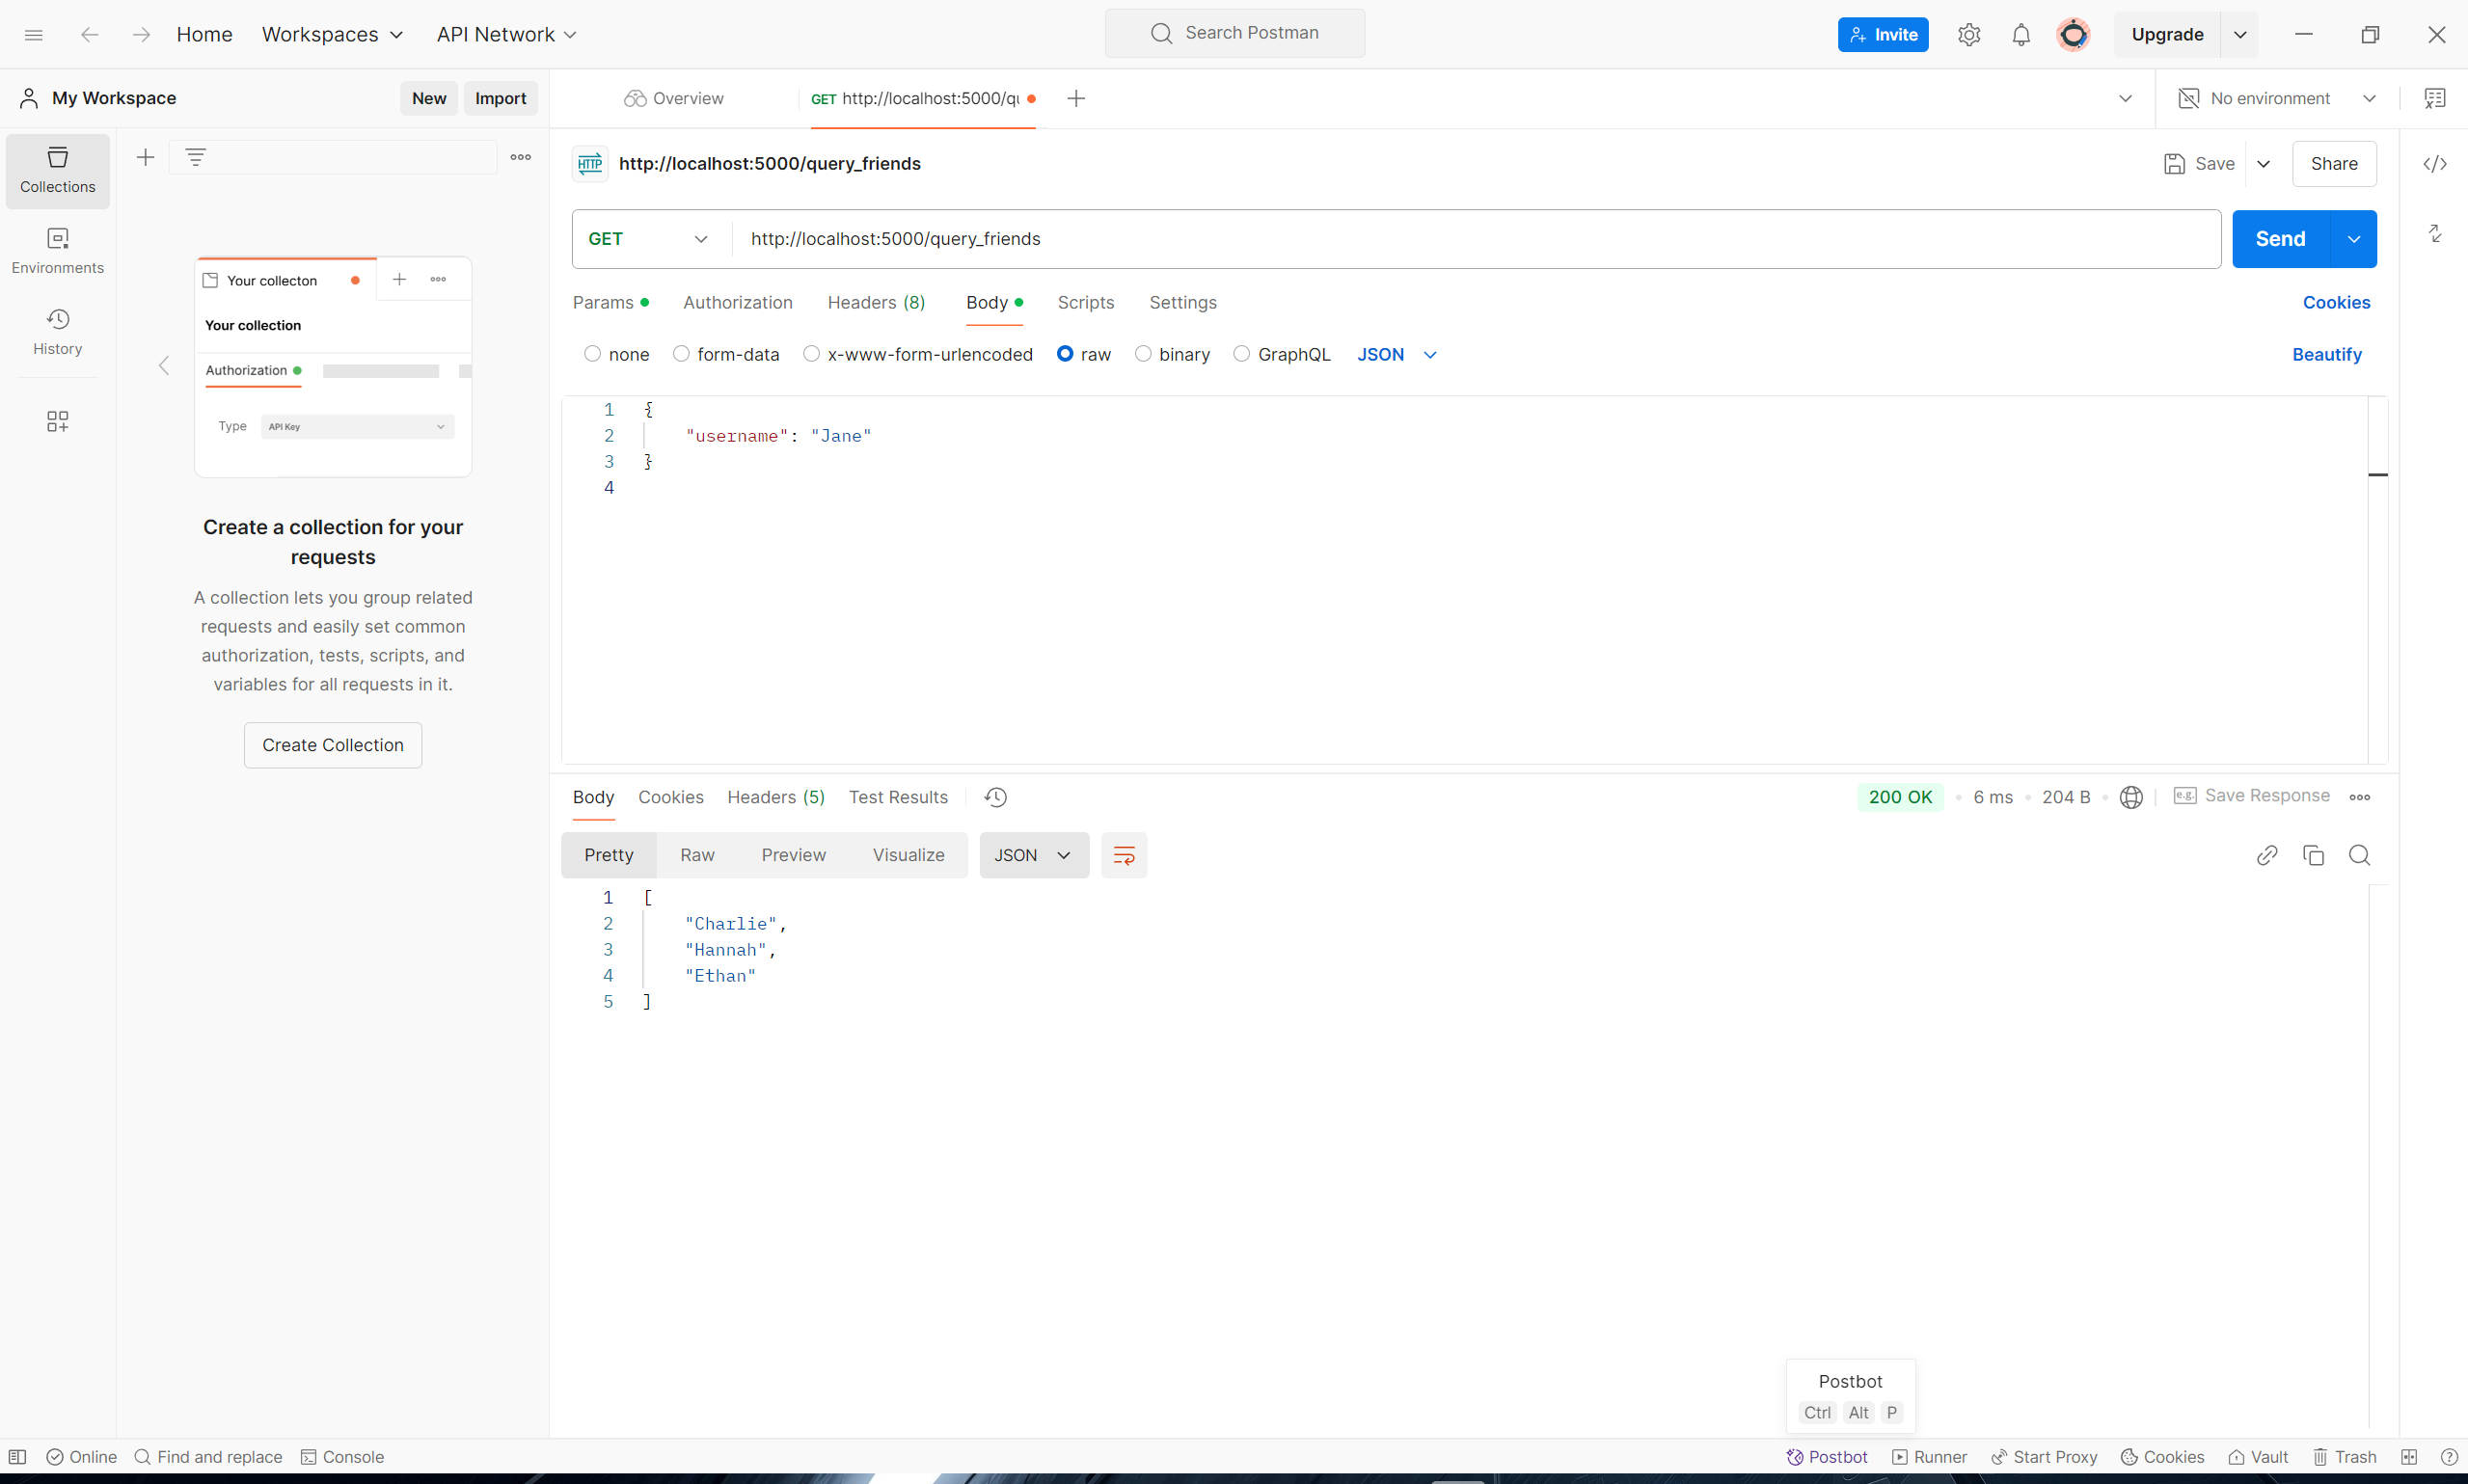 Home Workspaces API Network Search Postman Invite Upgrade
My Workspace New Import Overview GET http://localhost:5000/qu No environment
Collections
Environments
History
Your collecton
Your collection
Authorization
Type API Key
Create a collection for your
requests
A collection lets you group related
requests and easily set common
authorization, tests, scripts, and
variables for all requests in it.
Create Collection
HTTP http://localhost:5000/query_friends Save Share
GET http://localhost:5000/query_friends Send
Params Authorization Headers (8) Body Scripts Settings Cookies
none form-data x-www-form-urlencoded raw binary GraphQL JSON Beautify
1 {
2 "username": "Jane"
3 }
4
Body Cookies Headers (5) Test Results 200 OK 6 ms 204 B e.g. Save Response
Pretty Raw Preview Visualize JSON
1 [
2 "Charlie",
3 "Hannah",
4 "Ethan"
5 ]
Postbot
Ctrl Alt P
Online Find and replace Console Postbot Runner Start Proxy Cookies Vault Trash